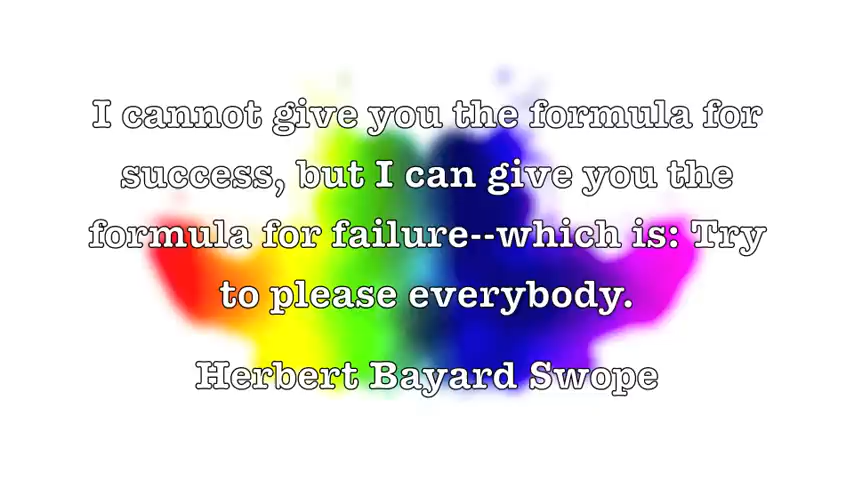 I cannot give you the formula for
success, but I can give you the
formula for failure--which is: Try
to please everybody.
Herbert Bayard Swope